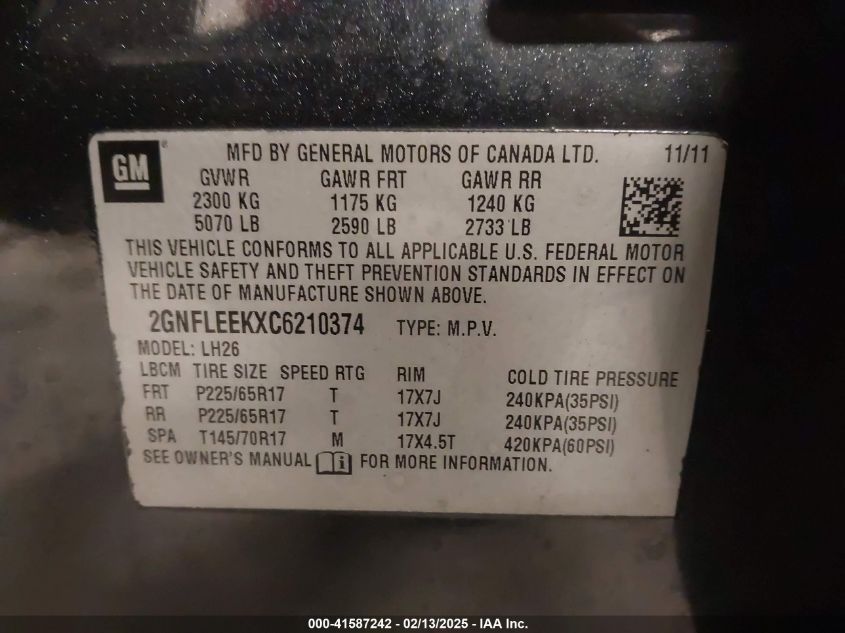 GM
MFD BY GENERAL MOTORS OF CANADA LTD. 11/11
GVWR GAWR FRT GAWR RR
2300 KG 1175 KG 1240 KG
5070 LB 2590 LB 2733 LB
THIS VEHICLE CONFORMS TO ALL APPLICABLE U.S. FEDERAL MOTOR
VEHICLE SAFETY AND THEFT PREVENTION STANDARDS IN EFFECT ON
THE DATE OF MANUFACTURE SHOWN ABOVE.
2GNFLEEKXC6210374 TYPE: M.P.V.
MODEL: LH26
LBCM TIRE SIZE SPEED RTG RIM COLD TIRE PRESSURE
FRT P225/65R17 T 17X7J 240KPA(35PSI)
RR P225/65R17 T 17X7J 240KPA(35PSI)
SPA T145/70R17 M 17X4.5T 420KPA(60PSI)
SEE OWNER'S MANUAL i FOR MORE INFORMATION.
000-41587242 - 02/13/2025 - IAA Inc.